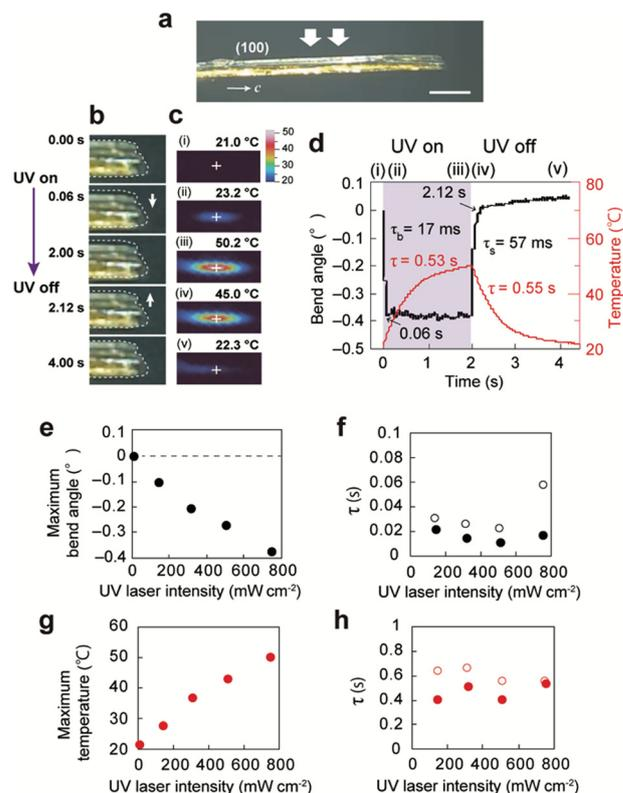 a
(100)
c
b
c
0.00 s
UV on
0.06 s
2.00 s
UV off
2.12 s
4.00 s
(i) 21.0 °C
(ii) 23.2 °C
(iii) 50.2 °C
(iv) 45.0 °C
(v) 22.3 °C
50
40
30
20
d
UV on UV off
(i) (ii) (iii) (iv) (v)
2.12 s
τb = 17 ms
τs = 57 ms
τ = 0.53 s
τ = 0.55 s
0.06 s
0.1
0
−0.1
−0.2
−0.3
−0.4
−0.5
Bend angle (°)
80
60
40
20
Temperature (℃)
0 1 2 3 4
Time (s)
e
0.1
0
−0.1
−0.2
−0.3
−0.4
Maximum
bend angle (°)
0 200 400 600 800
UV laser intensity (mW cm-2)
f
0.1
0.08
0.06
0.04
0.02
0
τ (s)
0 200 400 600 800
UV laser intensity (mW cm-2)
g
60
50
40
30
20
Maximum
temperature (℃)
0 200 400 600 800
UV laser intensity (mW cm-2)
h
1
0.8
0.6
0.4
0.2
0
τ (s)
0 200 400 600 800
UV laser intensity (mW cm-2)